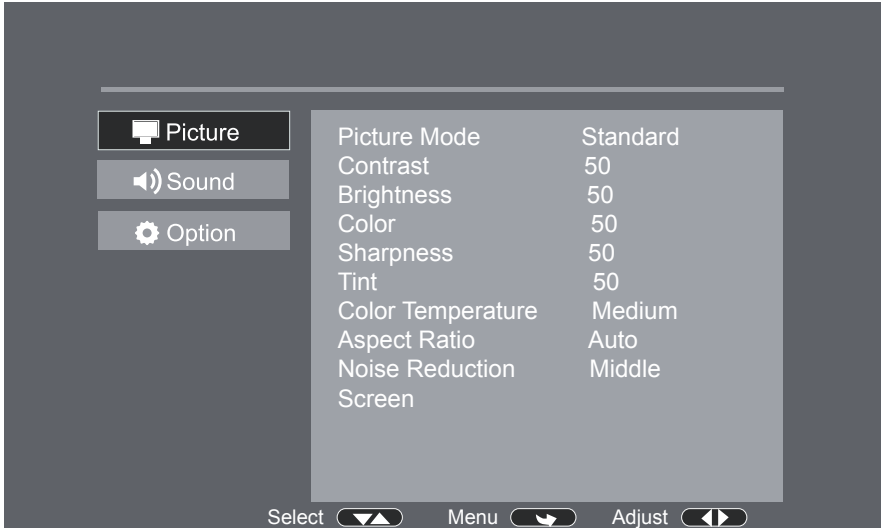 Picture
Sound
Option
Picture Mode Standard
Contrast 50
Brightness 50
Color 50
Sharpness 50
Tint 50
Color Temperature Medium
Aspect Ratio Auto
Noise Reduction Middle
Screen
Select Menu Adjust